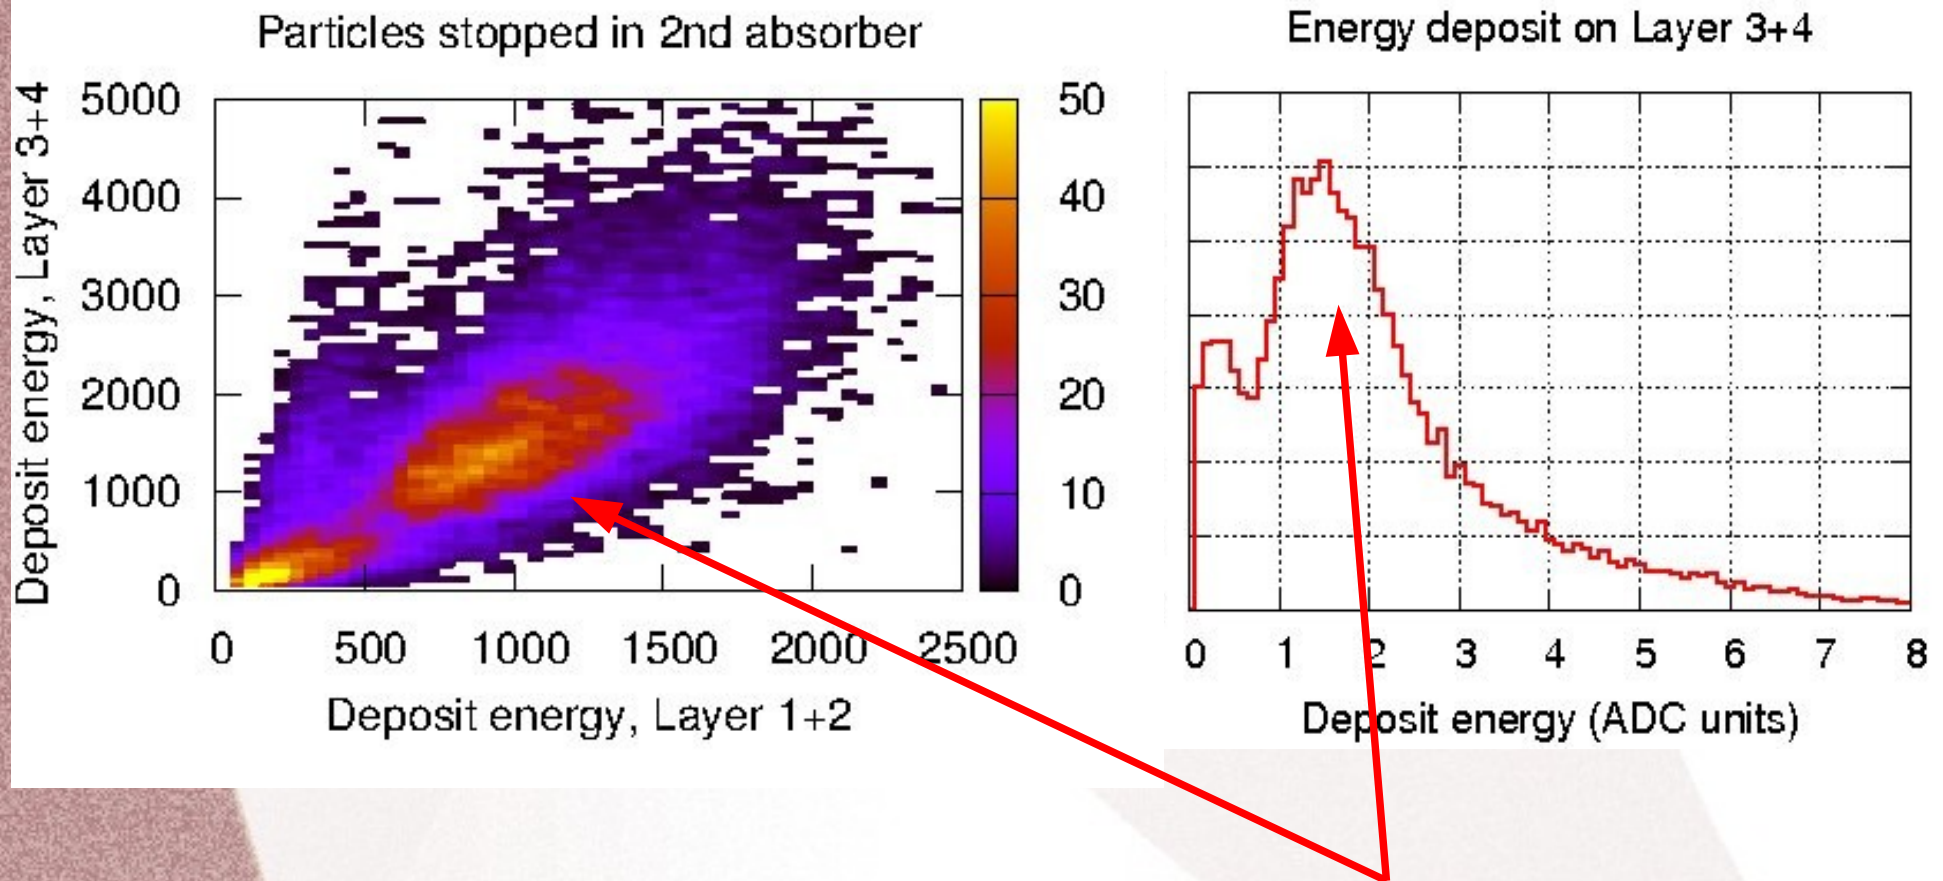 Particles stopped in 2nd absorber
Deposit energy, Layer 3+4
5000
4000
3000
2000
1000
0
0 500 1000 1500 2000 2500
Deposit energy, Layer 1+2
50
40
30
20
10
0
Energy deposit on Layer 3+4
0 1 2 3 4 5 6 7 8
Deposit energy (ADC units)